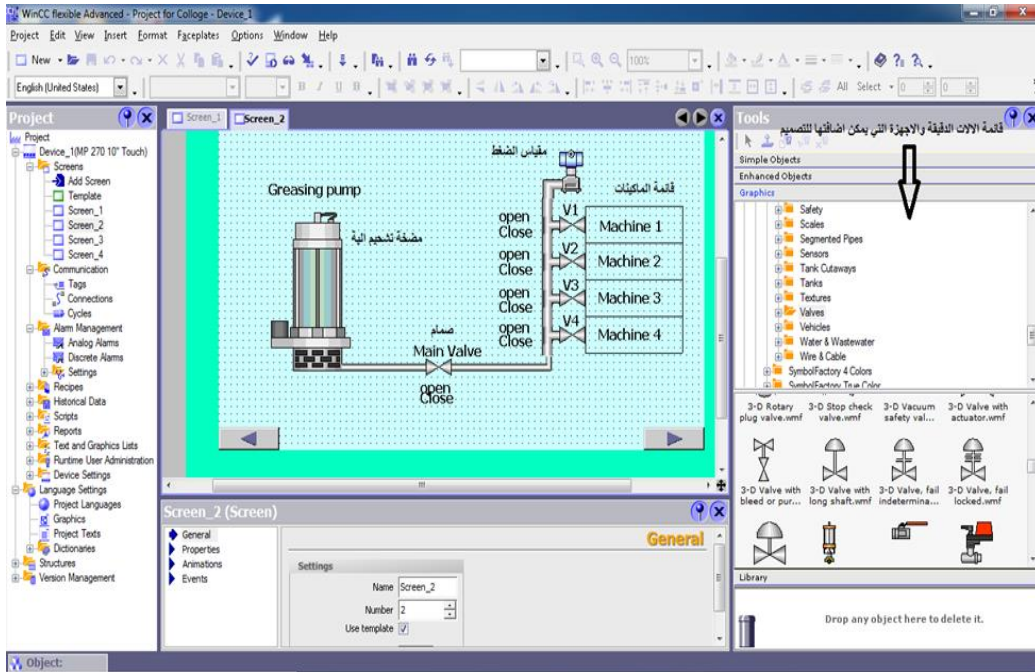 WinCC flexible Advanced - Project for Colloge - Device_1
Project Edit View Insert Format Faceplates Options Window Help
New
100%
English (United States)
B I U
All Select 0 0
Project
Project
Device_1(MP 270 10" Touch)
Screens
Add Screen
Template
Screen_1
Screen_2
Screen_3
Screen_4
Communication
Tags
Connections
Cycles
Alarm Management
Analog Alarms
Discrete Alarms
Settings
Recipes
Historical Data
Scripts
Reports
Text and Graphics Lists
Runtime User Administration
Device Settings
Language Settings
Project Languages
Graphics
Project Texts
Dictionaries
Structures
Version Management
Screen_1 Screen_2
مقياس الضغط
Greasing pump
قائمة الماكينات
مضخة تشحيم الية
V1
open
Close
Machine 1
V2
open
Close
Machine 2
V3
open
Close
Machine 3
V4
open
Close
Machine 4
صمام
Main Valve
open
Close
Screen_2 (Screen)
General
Properties
Animations
Events
General
Settings
Name Screen_2
Number 2
Use template
Tools
قائمة الالات الدقيقة والاجهزة التي يمكن اضافتها للتصميم
Simple Objects
Enhanced Objects
Graphics
Safety
Scales
Segmented Pipes
Sensors
Tank Cutaways
Tanks
Textures
Valves
Vehicles
Water & Wastewater
Wire & Cable
SymbolFactory 4 Colors
SymbolFactory True Color
3-D Rotary plug valve.wmf
3-D Stop check valve.wmf
3-D Vacuum safety val...
3-D Valve with actuator.wmf
3-D Valve with bleed or pur...
3-D Valve with long shaft.wmf
3-D Valve, fail indetermina...
3-D Valve, fail locked.wmf
Library
Drop any object here to delete it.
Object: